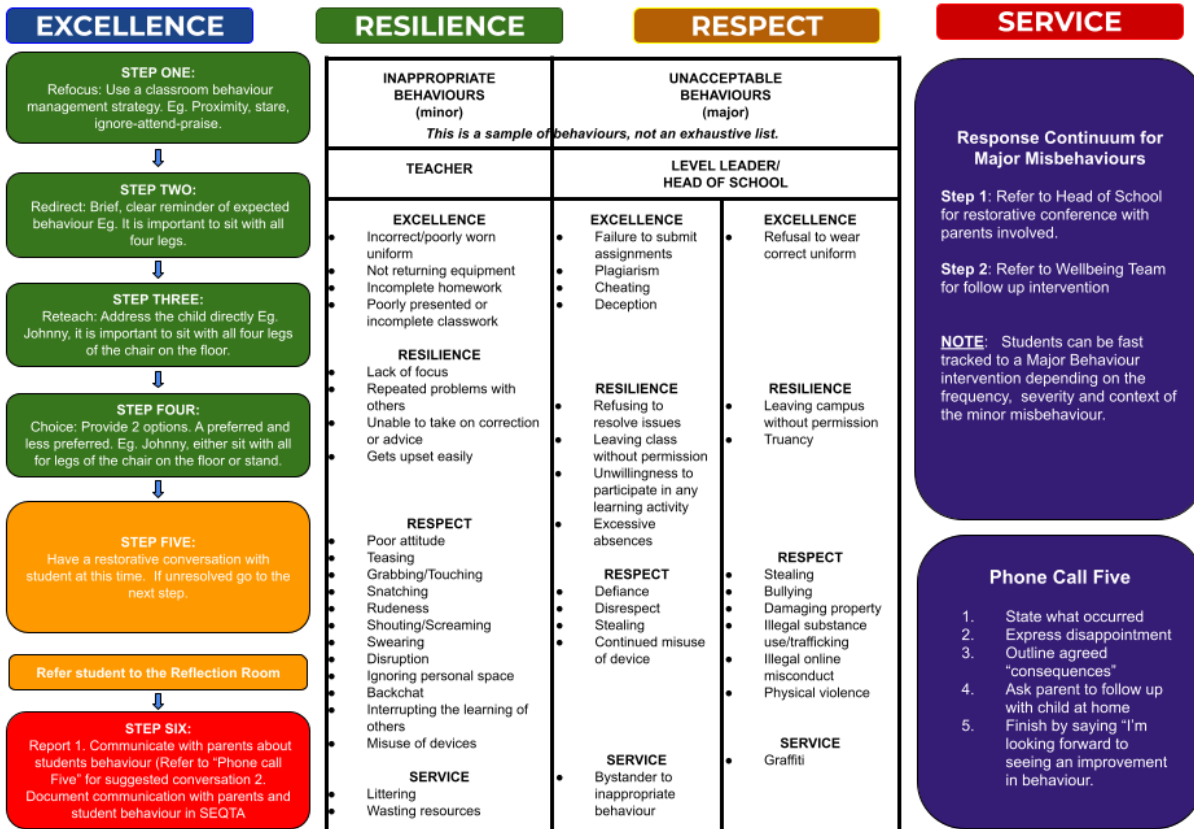 EXCELLENCE
RESILIENCE
RESPECT
SERVICE
STEP ONE:
Refocus: Use a classroom behaviour
management strategy. Eg. Proximity, stare,
ignore-attend-praise.
STEP TWO:
Redirect: Brief, clear reminder of expected
behaviour Eg. It is important to sit with all
four legs.
STEP THREE:
Reteach: Address the child directly Eg.
Johnny, it is important to sit with all four legs
of the chair on the floor.
STEP FOUR:
Choice: Provide 2 options. A preferred and
less preferred. Eg. Johnny, either sit with all
for legs of the chair on the floor or stand.
STEP FIVE:
Have a restorative conversation with
student at this time.  If unresolved go to the
next step.
Refer student to the Reflection Room
STEP SIX:
Report 1. Communicate with parents about
students behaviour (Refer to “Phone call
Five” for suggested conversation 2.
Document communication with parents and
student behaviour in SEQTA
INAPPROPRIATE
BEHAVIOURS
(minor)
UNACCEPTABLE
BEHAVIOURS
(major)
This is a sample of behaviours, not an exhaustive list.
TEACHER
LEVEL LEADER/
HEAD OF SCHOOL
EXCELLENCE
● Incorrect/poorly worn
uniform
● Not returning equipment
● Incomplete homework
● Poorly presented or
incomplete classwork
RESILIENCE
● Lack of focus
● Repeated problems with
others
● Unable to take on correction
or advice
● Gets upset easily
RESPECT
● Poor attitude
● Teasing
● Grabbing/Touching
● Snatching
● Rudeness
● Shouting/Screaming
● Swearing
● Disruption
● Ignoring personal space
● Backchat
● Interrupting the learning of
others
● Misuse of devices
SERVICE
● Littering
● Wasting resources
EXCELLENCE
● Failure to submit
assignments
● Plagiarism
● Cheating
● Deception
RESILIENCE
● Refusing to
resolve issues
● Leaving class
without permission
● Unwillingness to
participate in any
learning activity
● Excessive
absences
RESPECT
● Defiance
● Disrespect
● Stealing
● Continued misuse
of device
SERVICE
● Bystander to
inappropriate
behaviour
EXCELLENCE
● Refusal to wear
correct uniform
RESILIENCE
● Leaving campus
without permission
● Truancy
RESPECT
● Stealing
● Bullying
● Damaging property
● Illegal substance
use/trafficking
● Illegal online
misconduct
● Physical violence
SERVICE
● Graffiti
Response Continuum for
Major Misbehaviours
Step 1: Refer to Head of School
for restorative conference with
parents involved.
Step 2: Refer to Wellbeing Team
for follow up intervention
NOTE:   Students can be fast
tracked to a Major Behaviour
intervention depending on the
frequency,  severity and context of
the minor misbehaviour.
Phone Call Five
1. State what occurred
2. Express disappointment
3. Outline agreed
“consequences”
4. Ask parent to follow up
with child at home
5. Finish by saying “I’m
looking forward to
seeing an improvement
in behaviour.